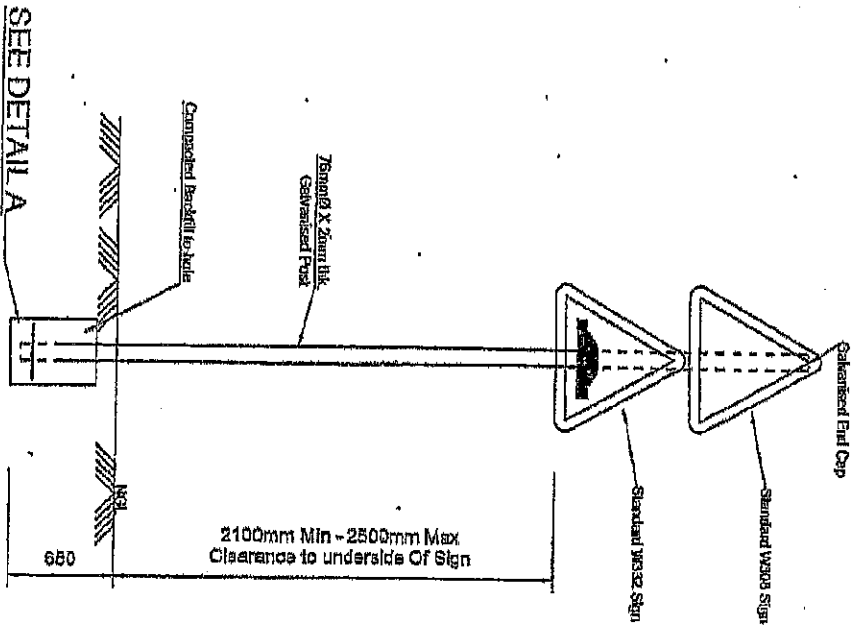 Galvanised End Cap
Standard W308 Sign
Standard W332 Sign
76mmØ X 2mm thk
Galvanised Post
2100mm Min - 2500mm Max
Clearance to underside Of Sign
Compacted Backfill to hole
NGL
650
SEE DETAIL A